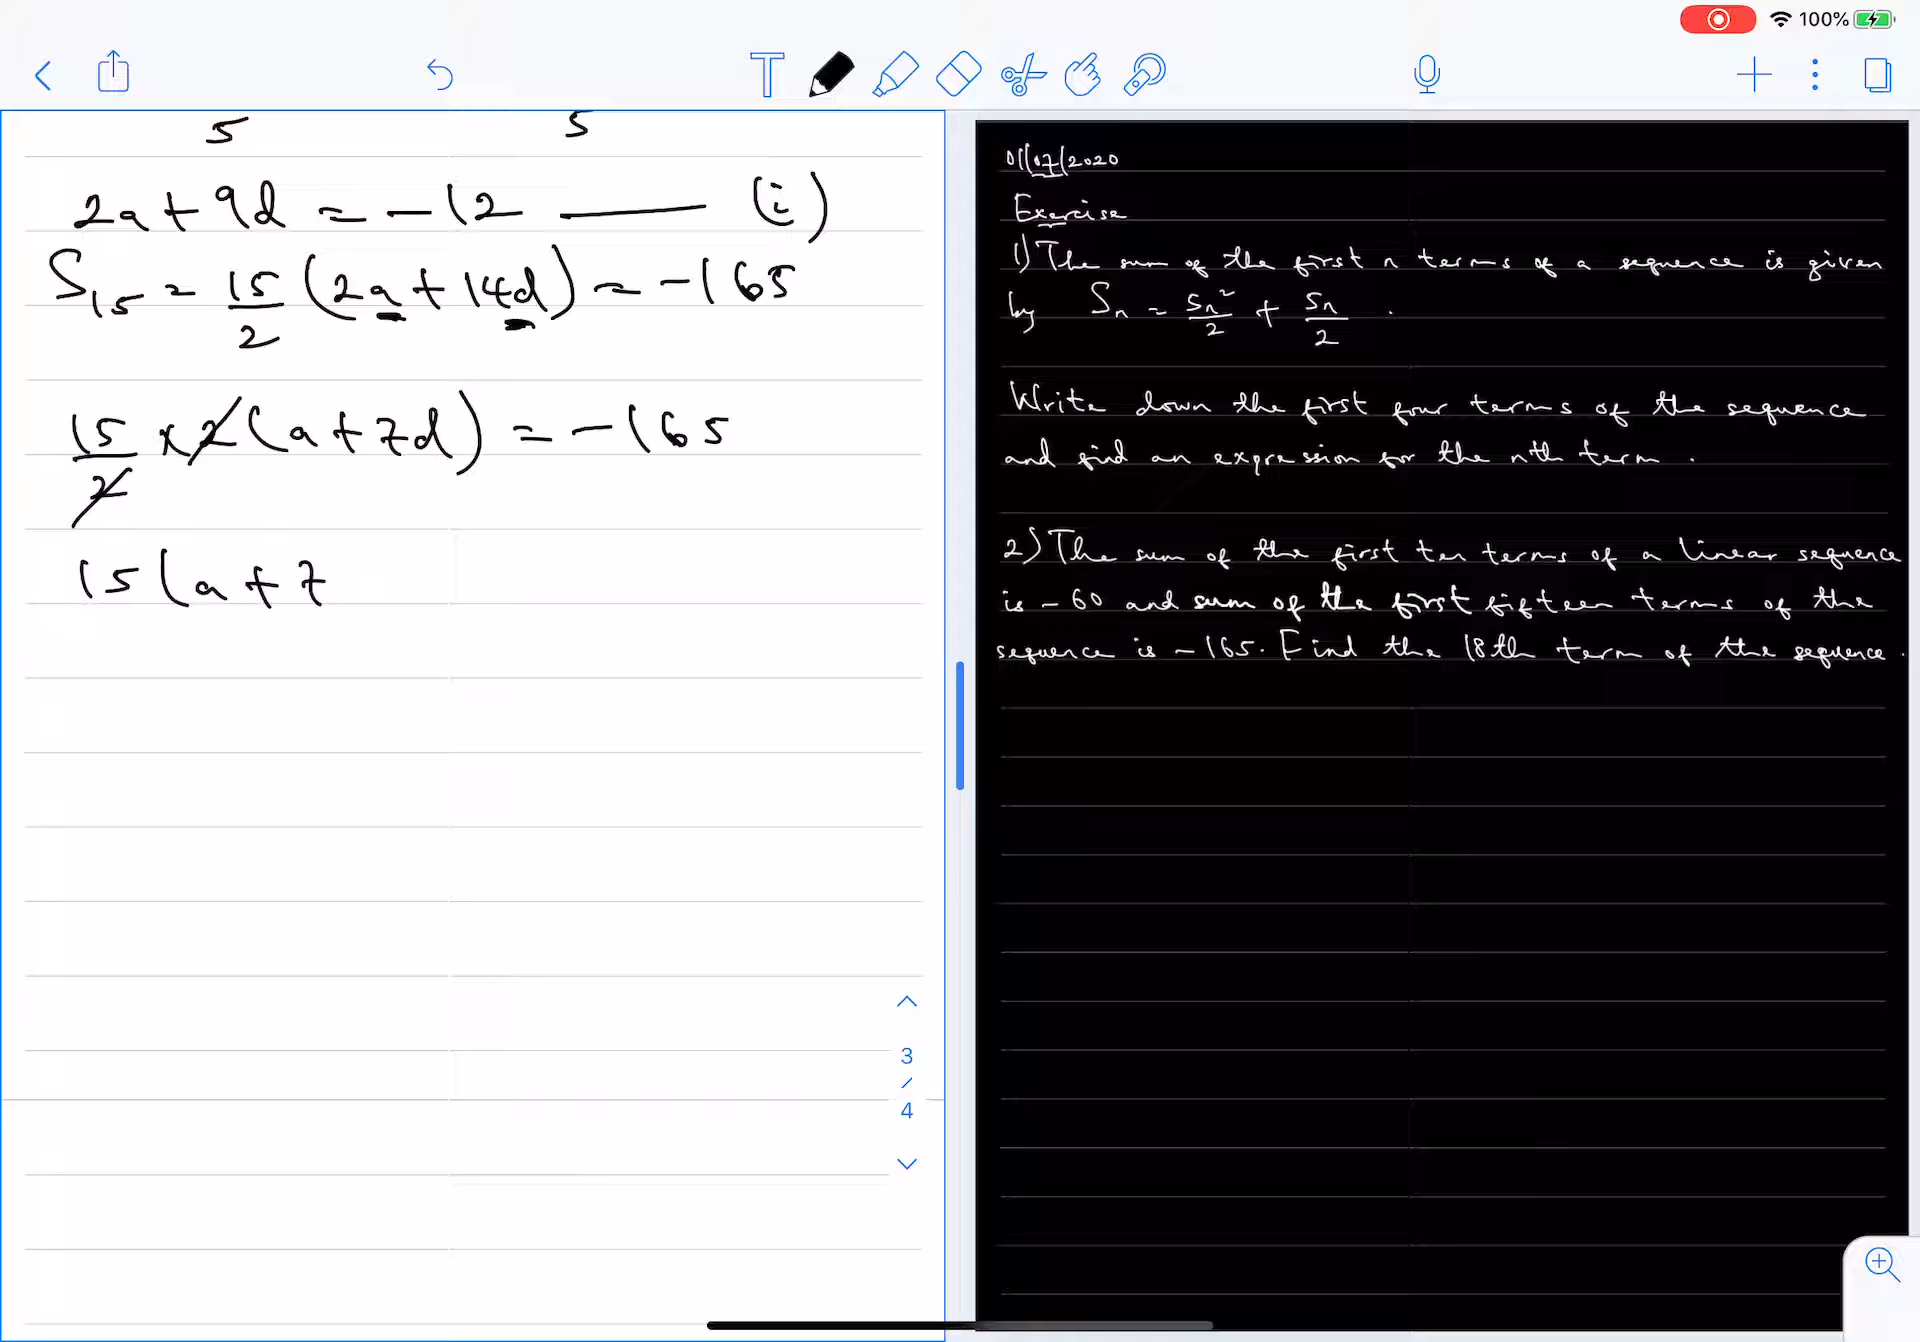 100%
5 5
2a + 9d = -12 —— (i)
S15 = 15/2 (2a + 14d) = -165
15/2 x 2 (a + 7d) = -165
15 (a + 7
3
/
4
01/07/2020
Exercise
1) The sum of the first n terms of a sequence is given
by Sn = 5n²/2 + 5n/2 .
Write down the first four terms of the sequence
and find an expression for the nth term .
2) The sum of the first ten terms of a linear sequence
is -60 and sum of the first fifteen terms of the
sequence is -165. Find the 18th term of the sequence .